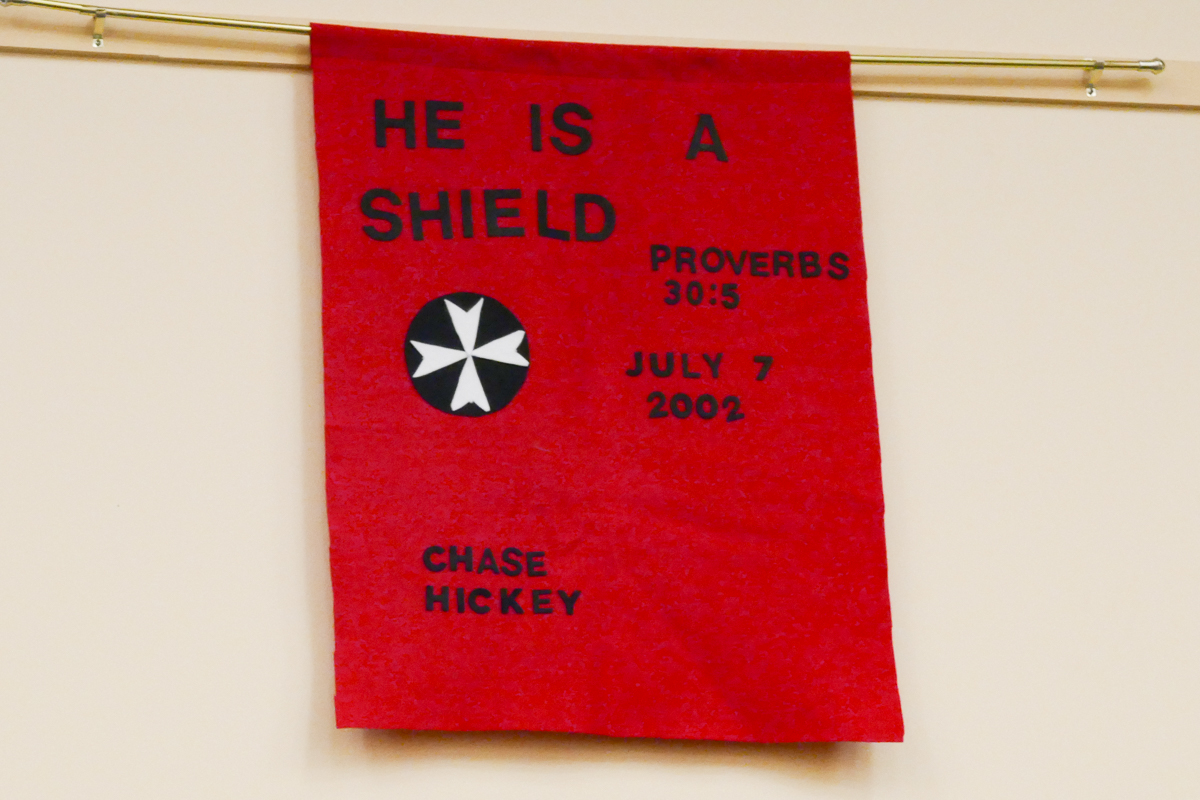 HE IS A
SHIELD
PROVERBS
30:5
JULY 7
2002
CHASE
HICKEY